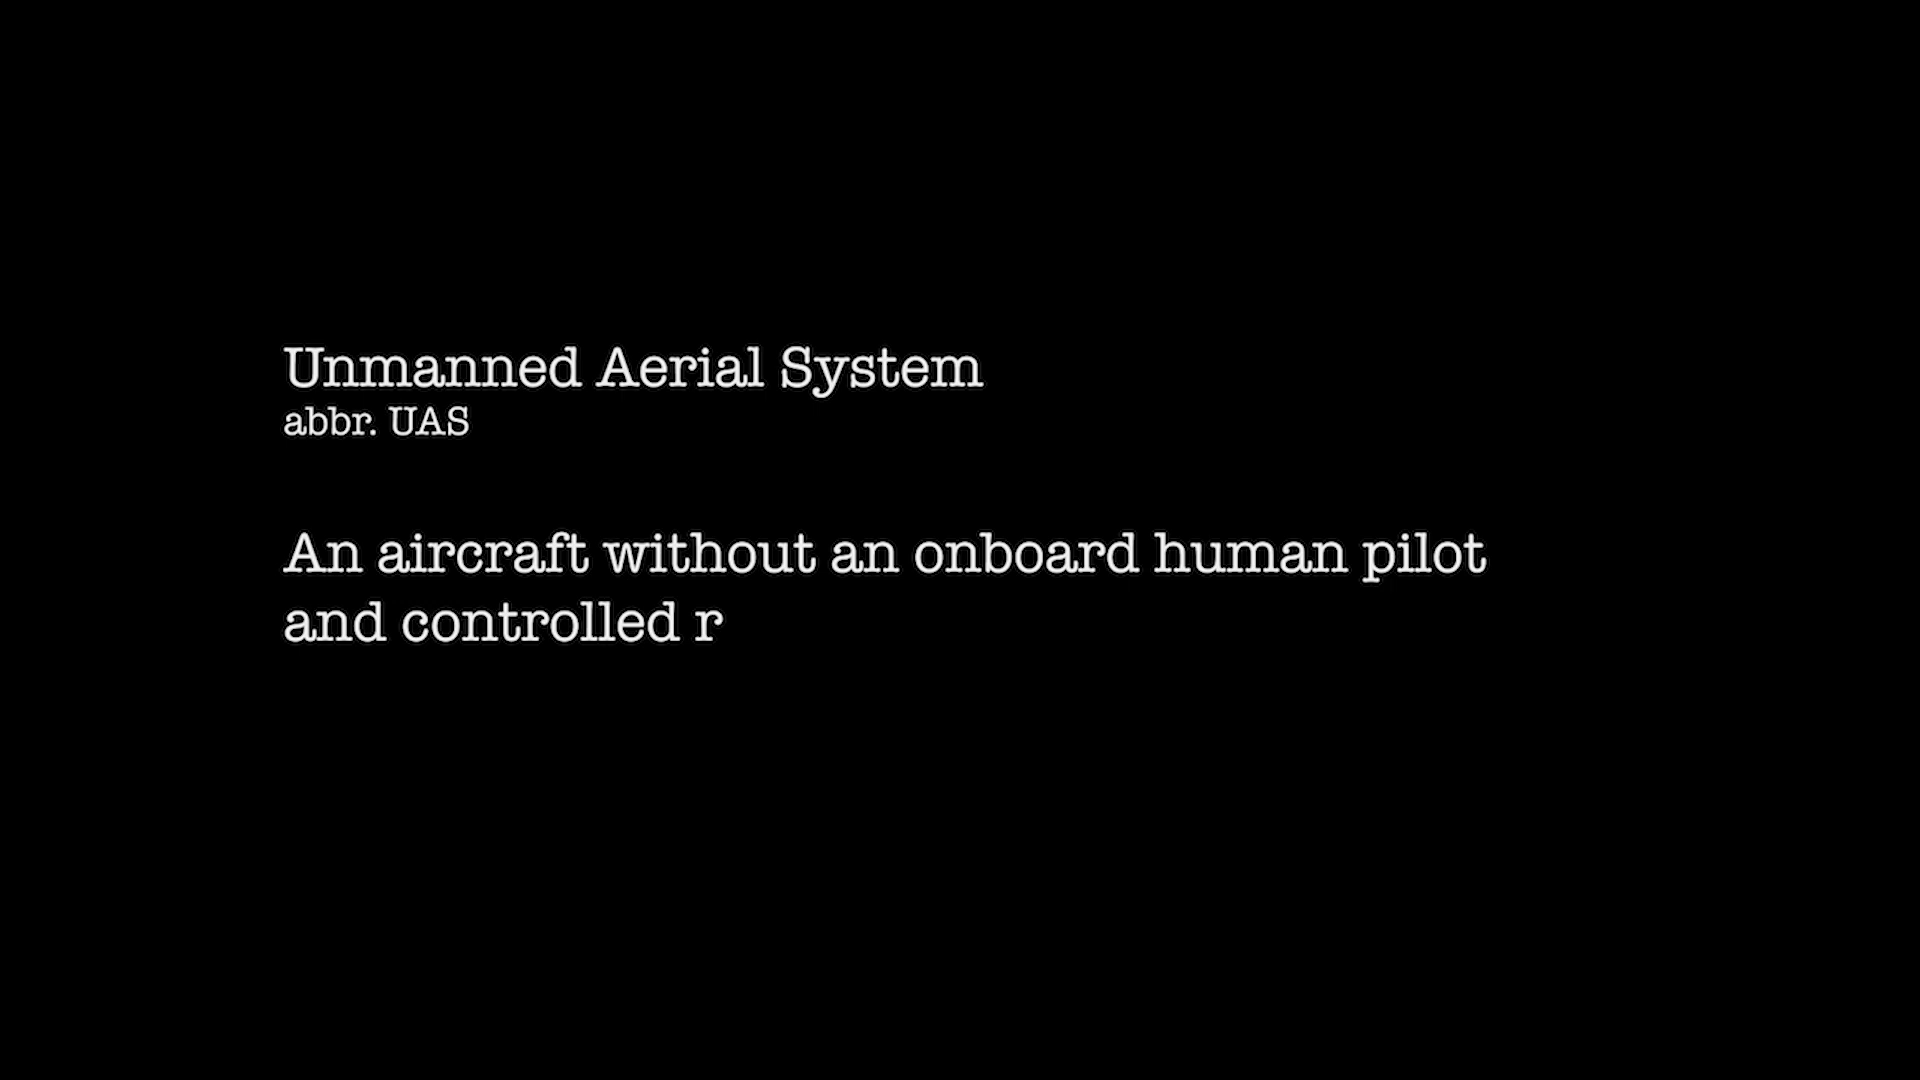 Unmanned Aerial System
abbr. UAS
An aircraft without an onboard human pilot
and controlled r